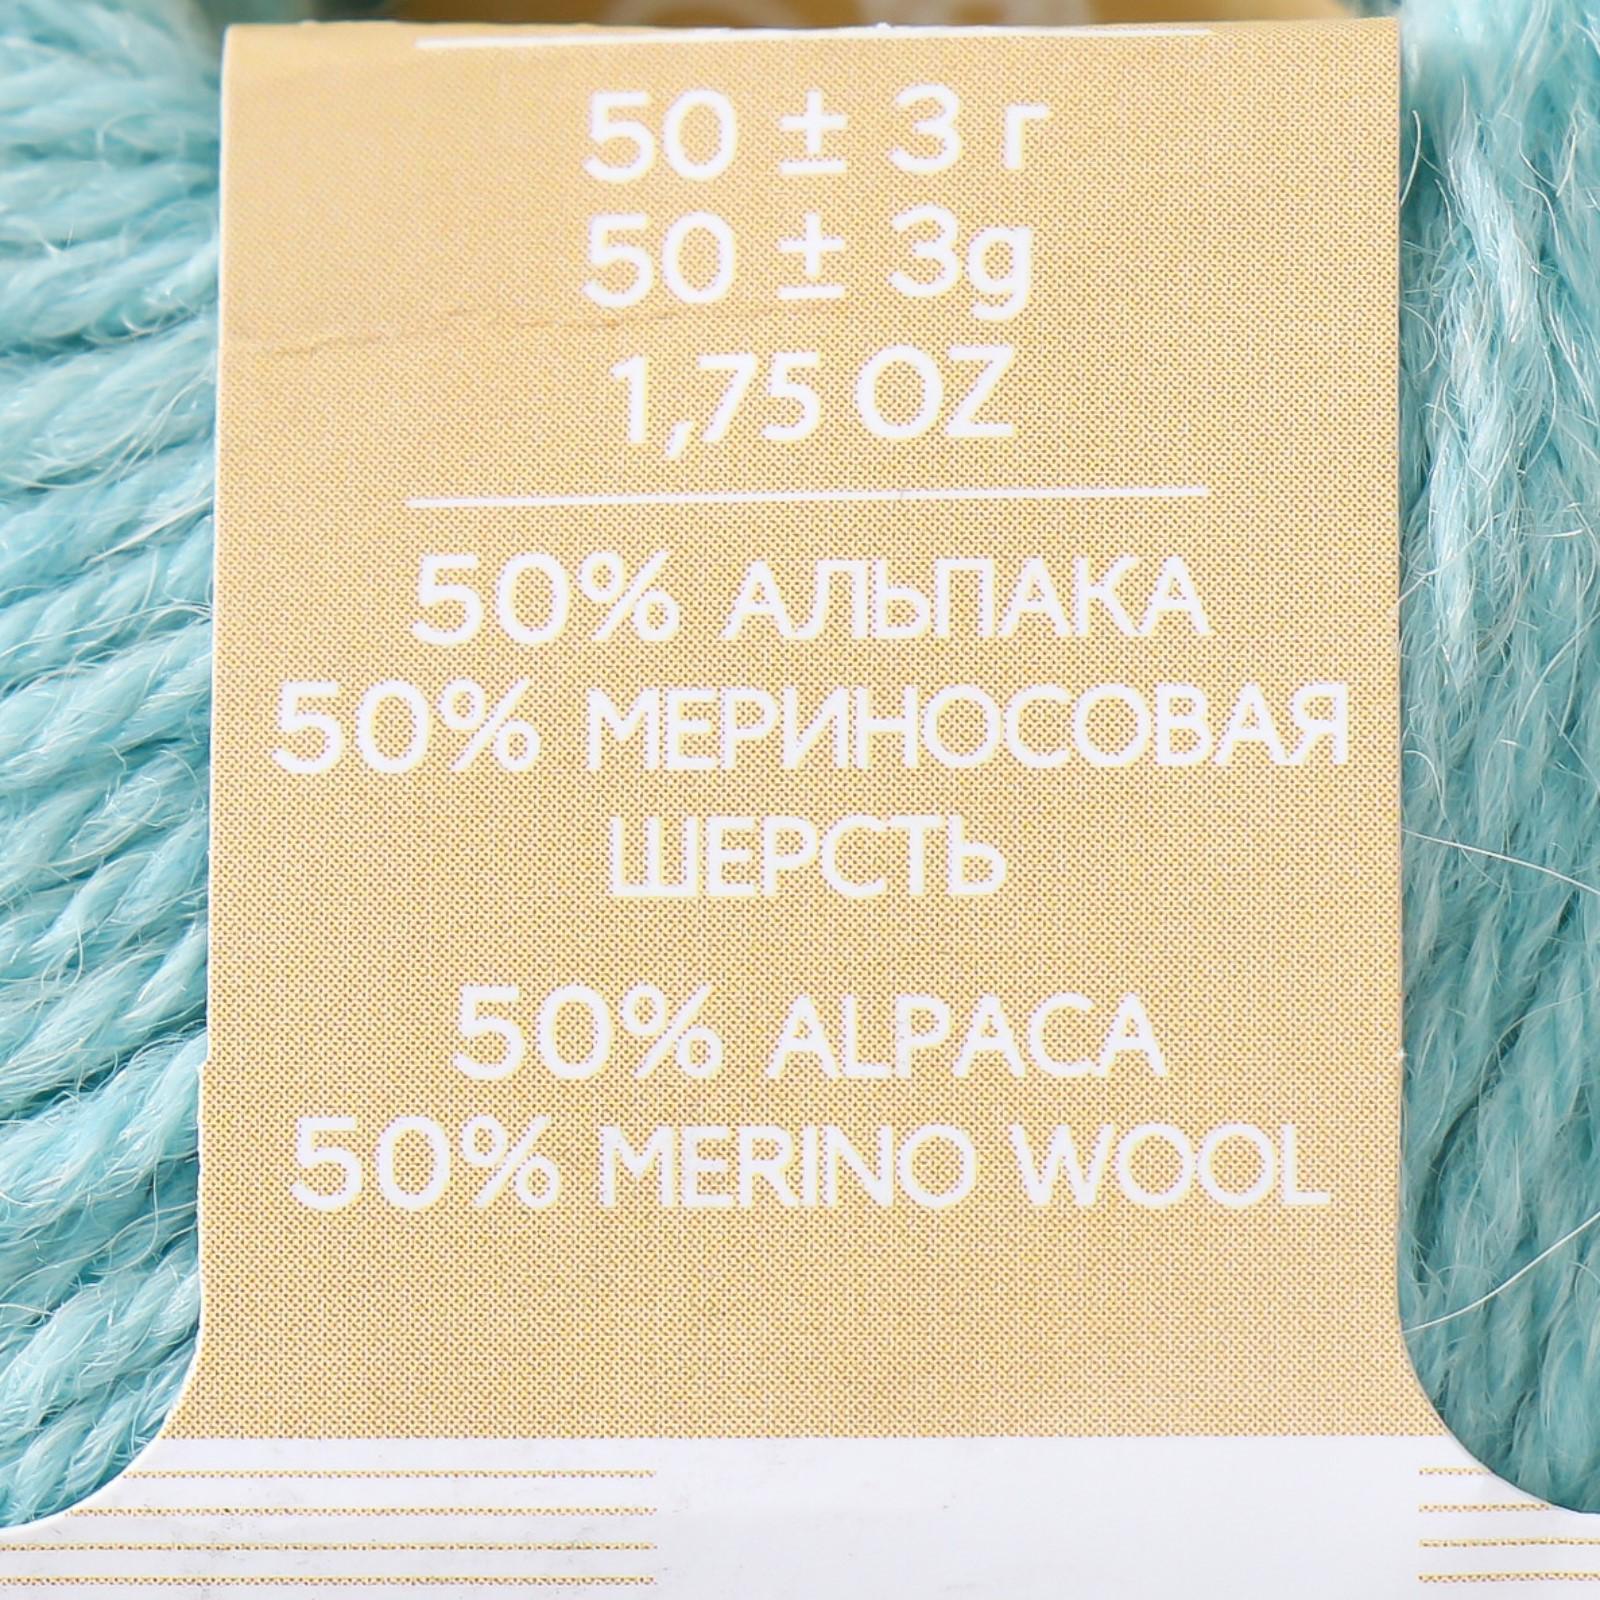 50 ± 3 г
50 ± 3g
1,75 OZ
50% АЛЬПАКА
50% МЕРИНОСОВАЯ
ШЕРСТЬ
50% ALPACA
50% MERINO WOOL